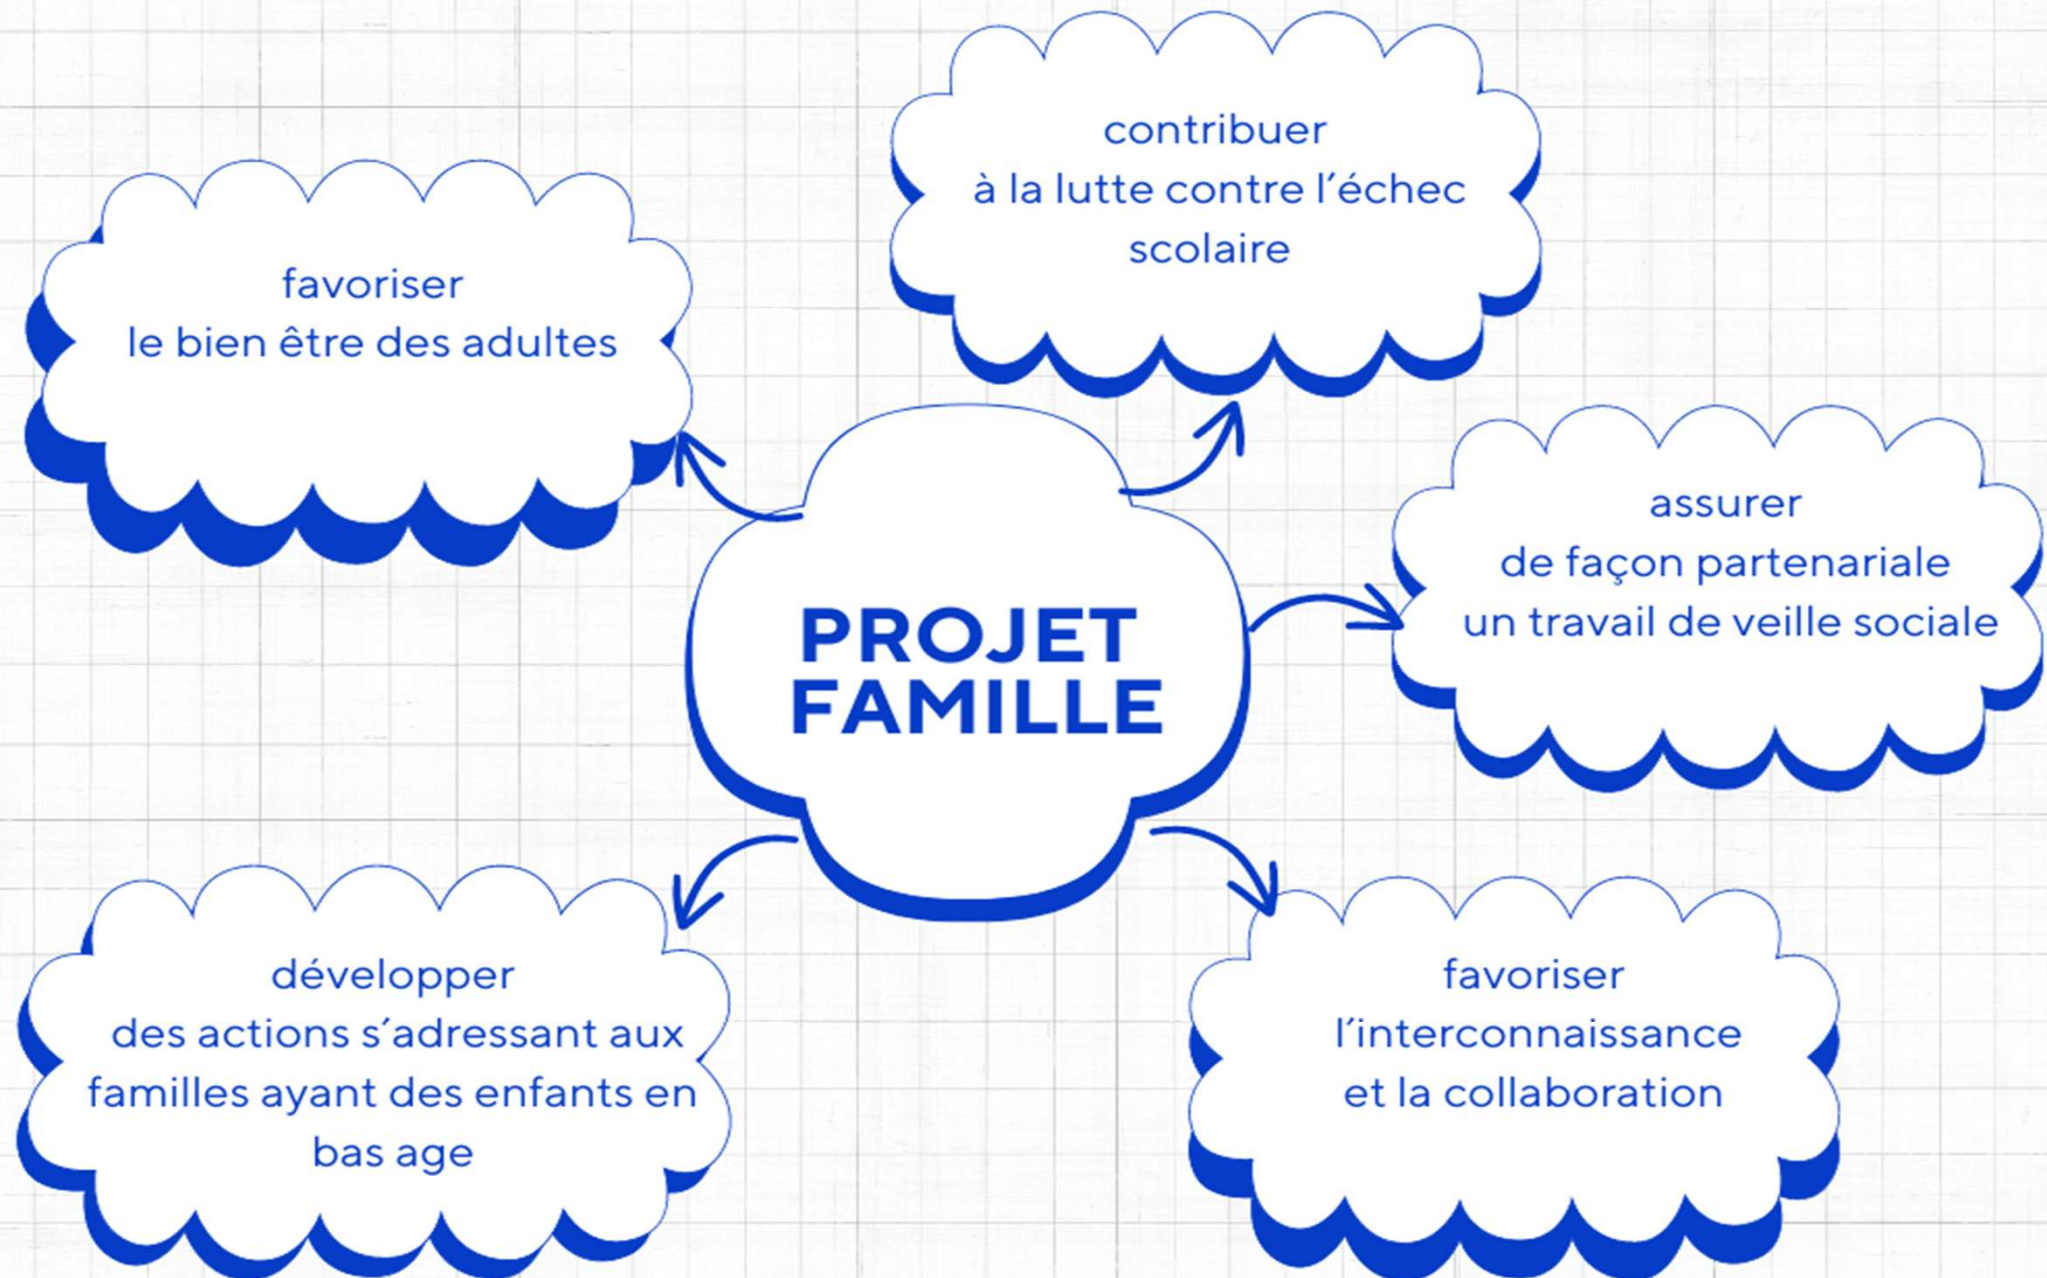 contribuer
à la lutte contre l’échec
scolaire
favoriser
le bien être des adultes
assurer
de façon partenariale
un travail de veille sociale
PROJET
FAMILLE
développer
des actions s’adressant aux
familles ayant des enfants en
bas age
favoriser
l’interconnaissance
et la collaboration